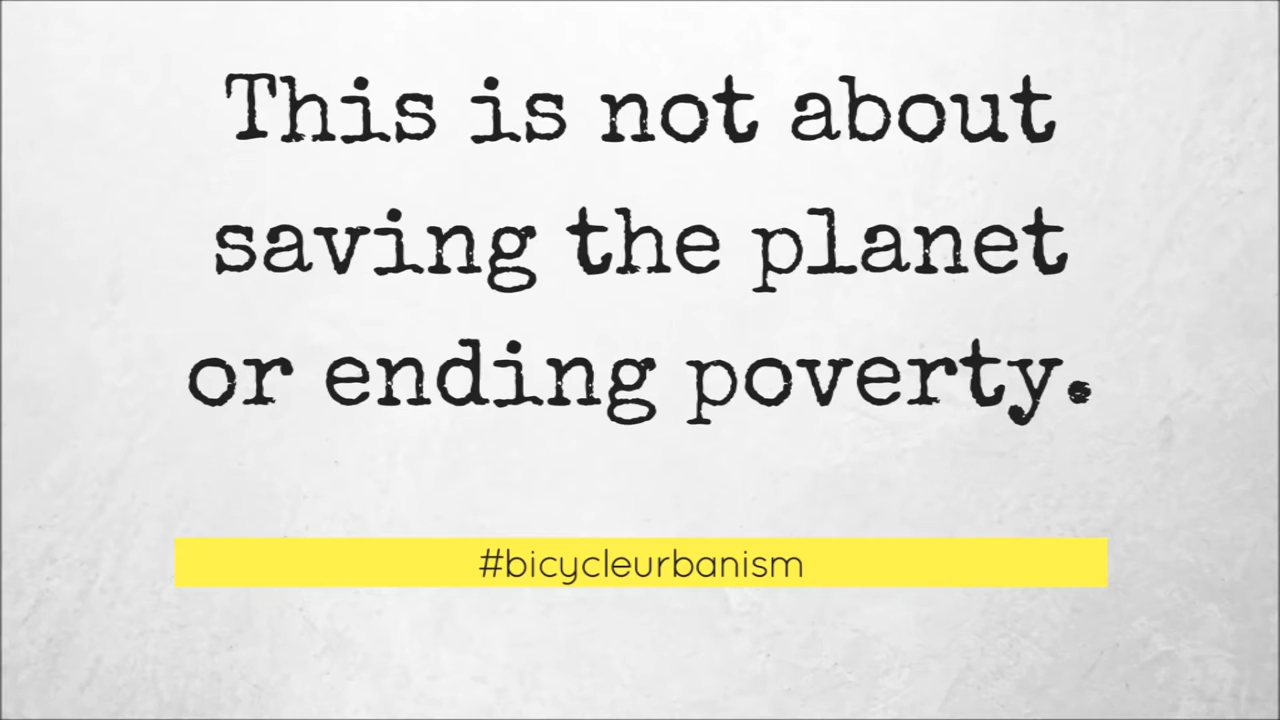 This is not about
saving the planet
or ending poverty.
#bicycleurbanism